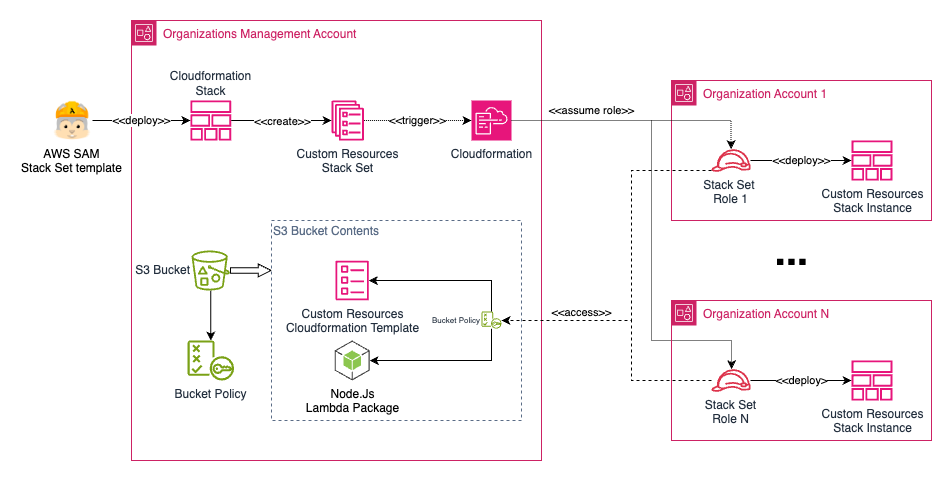 Organizations Management Account
Cloudformation
Stack
AWS SAM
Stack Set template
<<deploy>>
<<create>>
Custom Resources
Stack Set
<<trigger>>
Cloudformation
<<assume role>>
Organization Account 1
Stack Set
Role 1
<<deploy>>
Custom Resources
Stack Instance
S3 Bucket
Bucket Policy
S3 Bucket Contents
Custom Resources
Cloudformation Template
Bucket Policy
Node.Js
Lambda Package
<<access>>
Organization Account N
Stack Set
Role N
<<deploy>>
Custom Resources
Stack Instance